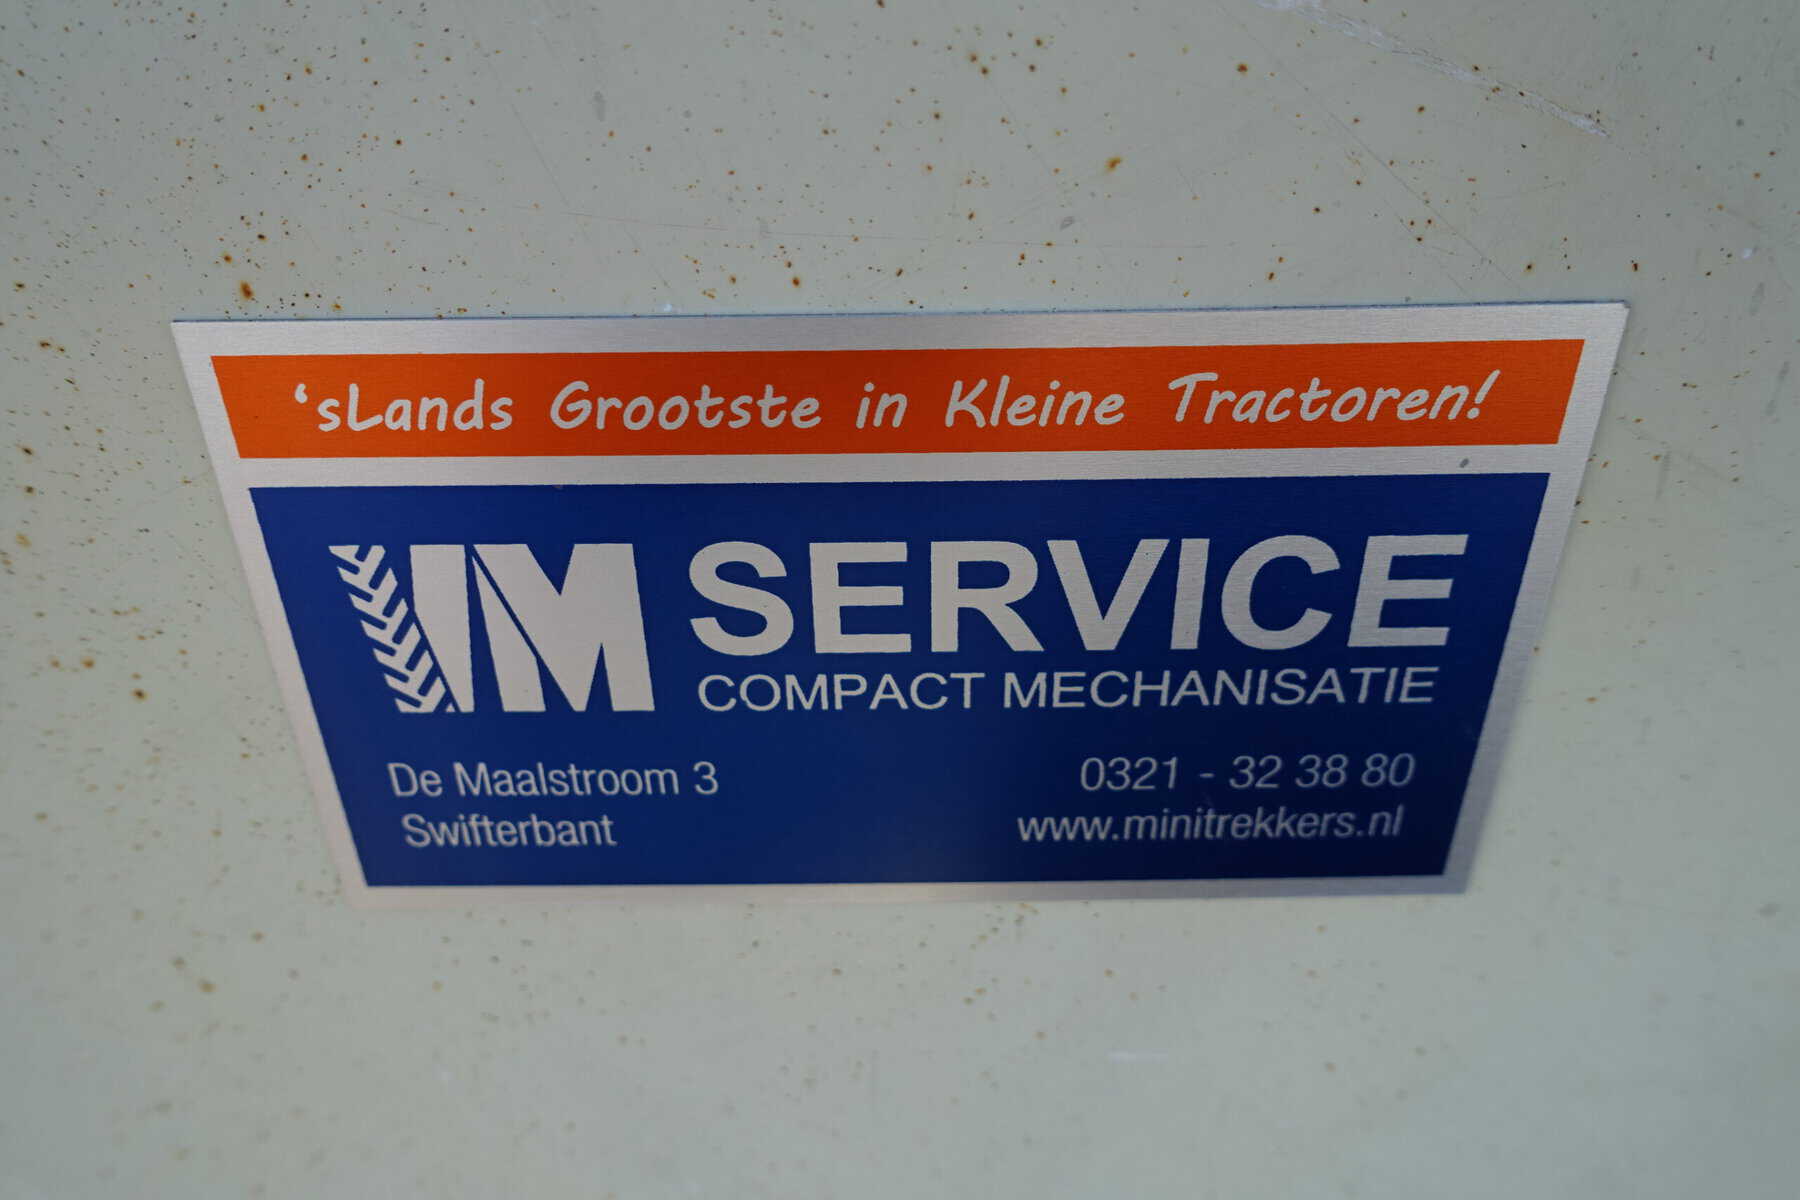 ‘sLands Grootste in Kleine Tractoren!
IM SERVICE
COMPACT MECHANISATIE
De Maalstroom 3
Swifterbant
0321 - 32 38 80
www.minitrekkers.nl